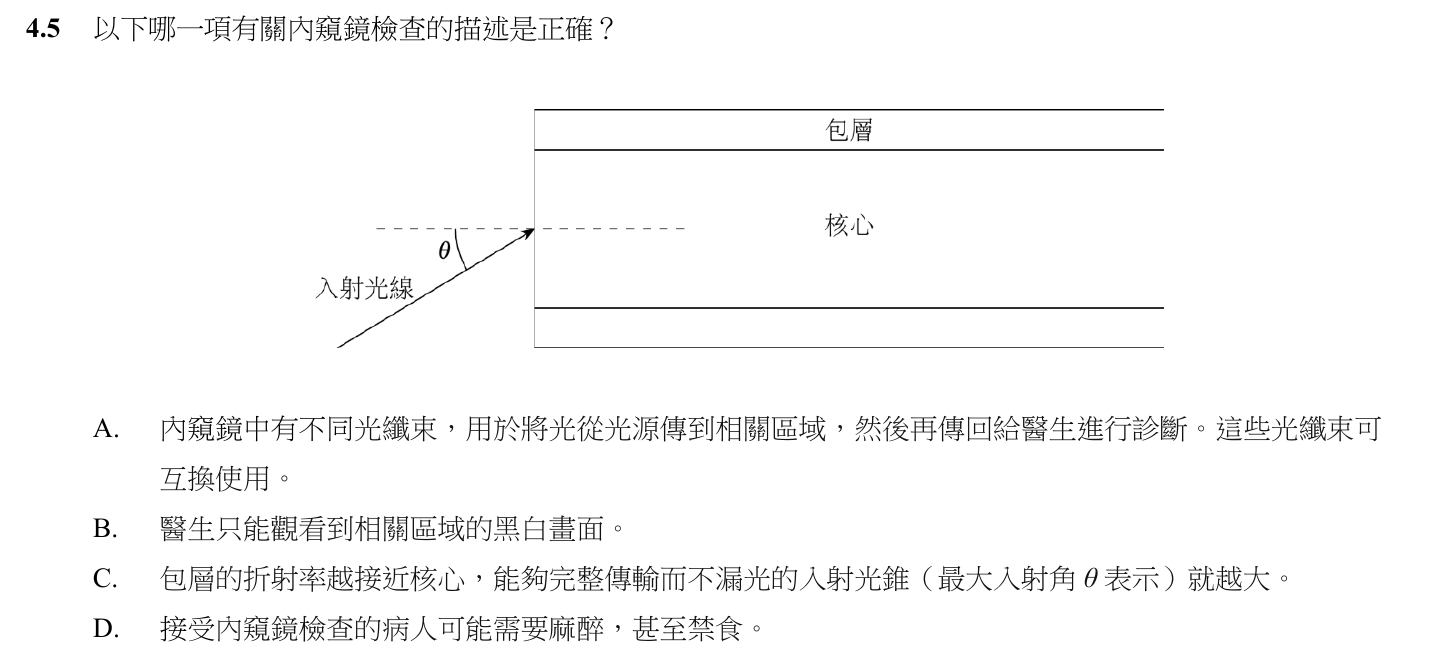 4.5 以下哪一項有關內窺鏡檢查的描述是正確？
包層
核心
θ
入射光線
A. 內窺鏡中有不同光纖束，用於將光從光源傳到相關區域，然後再傳回給醫生進行診斷。這些光纖束可
互換使用。
B. 醫生只能觀看到相關區域的黑白畫面。
C. 包層的折射率越接近核心，能夠完整傳輸而不漏光的入射光錐（最大入射角 θ 表示）就越大。
D. 接受內窺鏡檢查的病人可能需要麻醉，甚至禁食。